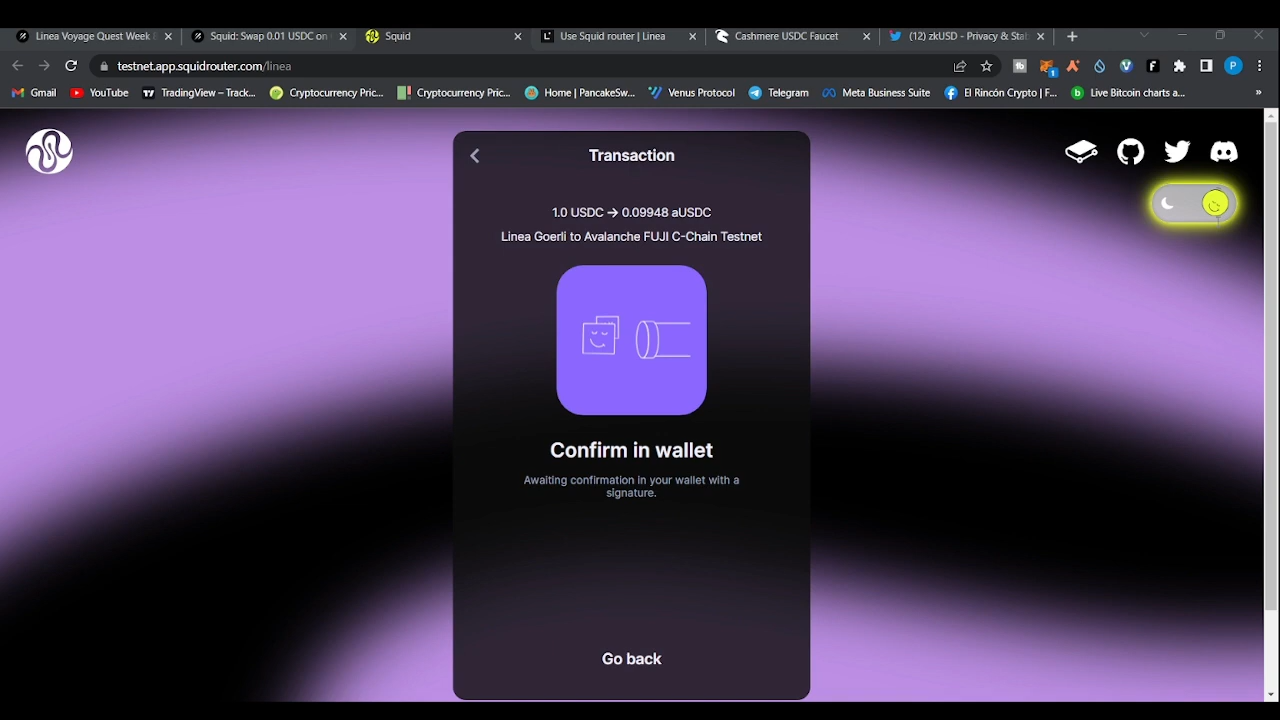 Linea Voyage Quest Week
Squid: Swap 0.01 USDC on
Squid
Use Squid router | Linea
Cashmere USDC Faucet
(12) zkUSD - Privacy & Sta
testnet.app.squidrouter.com/linea
1
P
Gmail
YouTube
TradingView – Track...
Cryptocurrency Pric...
Cryptocurrency Pric...
Home | PancakeSw...
Venus Protocol
Telegram
Meta Business Suite
El Rincón Crypto | F...
Live Bitcoin charts a...
»
Transaction
1.0 USDC → 0.09948 aUSDC
Linea Goerli to Avalanche FUJI C-Chain Testnet
Confirm in wallet
Awaiting confirmation in your wallet with a
signature.
Go back